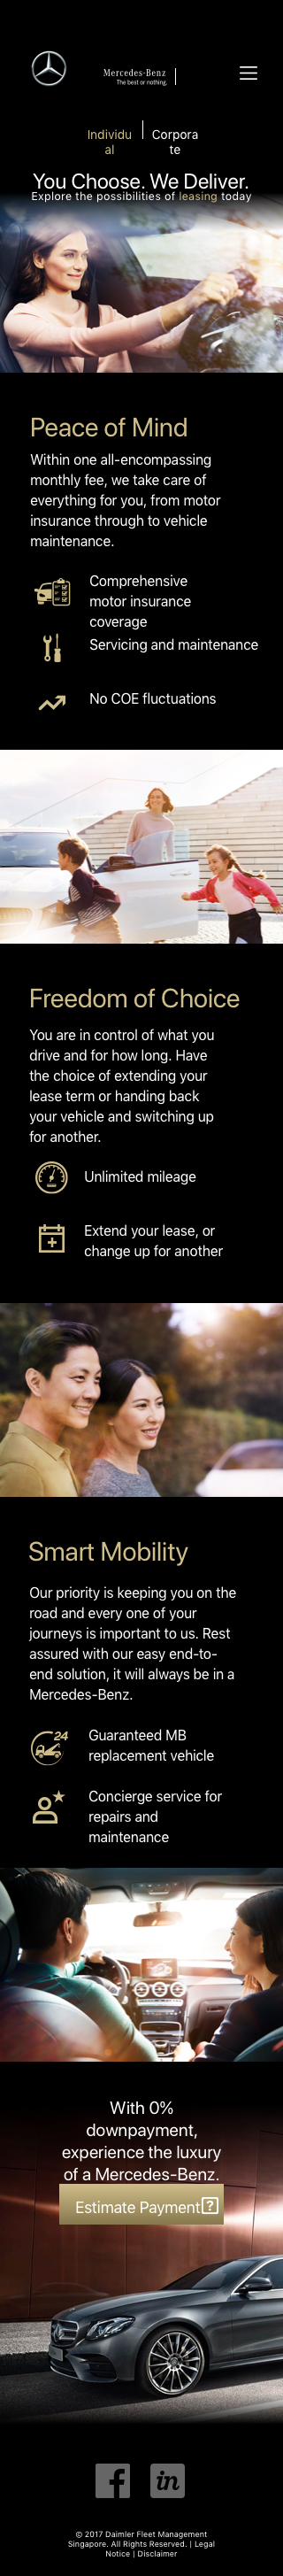 Mercedes-Benz
The best or nothing.
Individu
al
Corpora
te
You Choose. We Deliver.
Explore the possibilities of leasing today
Peace of Mind
Within one all-encompassing
monthly fee, we take care of
everything for you, from motor
insurance through to vehicle
maintenance.
Comprehensive
motor insurance
coverage
Servicing and maintenance
No COE fluctuations
Freedom of Choice
You are in control of what you
drive and for how long. Have
the choice of extending your
lease term or handing back
your vehicle and switching up
for another.
Unlimited mileage
Extend your lease, or
change up for another
Smart Mobility
Our priority is keeping you on the
road and every one of your
journeys is important to us. Rest
assured with our easy end-to-
end solution, it will always be in a
Mercedes-Benz.
24
Guaranteed MB
replacement vehicle
Concierge service for
repairs and
maintenance
With 0%
downpayment,
experience the luxury
of a Mercedes-Benz.
Estimate Payment ?
f in
© 2017 Daimler Fleet Management
Singapore. All Rights Reserved. | Legal
Notice | Disclaimer